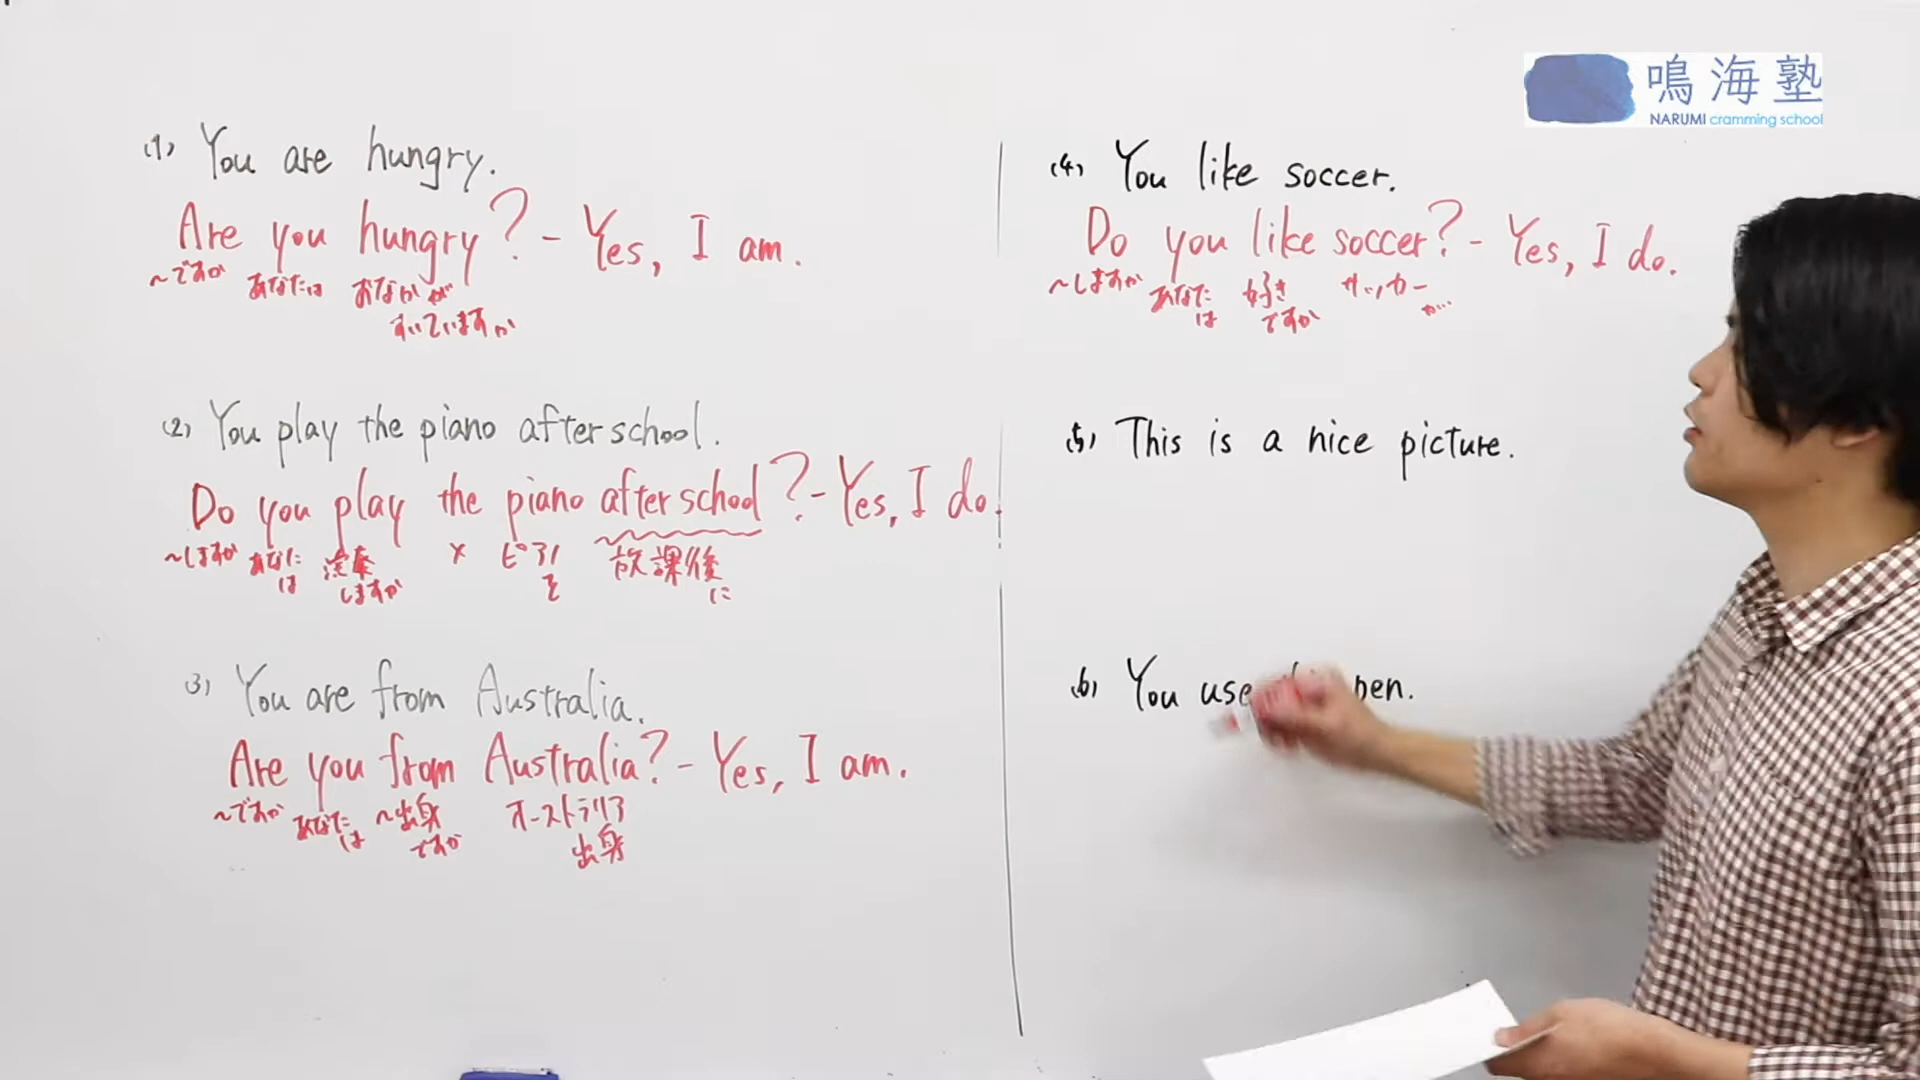 鳴海塾
NARUMI cramming school
(1) You are hungry.
Are you hungry? - Yes, I am.
～ですか あなたは おなかが
すいていますか
(2) You play the piano after school.
Do you play the piano after school? - Yes, I do.
～しますか あなた 演奏 × ピアノ 放課後
は しますか を に
(3) You are from Australia.
Are you from Australia? - Yes, I am.
～ですか あなた ～出身 オーストラリア
は ですか 出身
(4) You like soccer.
Do you like soccer? - Yes, I do.
～しますか あなた 好き サッカー
は ですか が…
(5) This is a nice picture.
(6) You use pen.